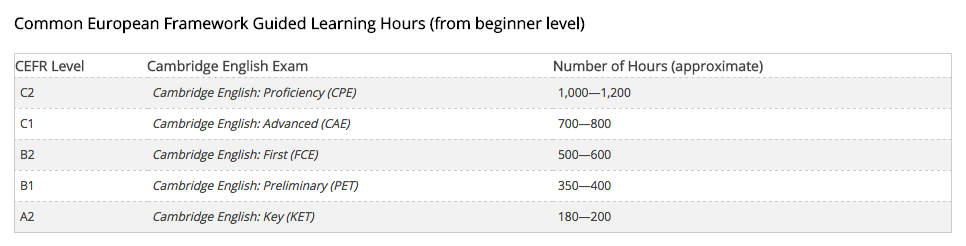 Common European Framework Guided Learning Hours (from beginner level)
CEFR Level Cambridge English Exam Number of Hours (approximate)
C2 Cambridge English: Proficiency (CPE) 1,000—1,200
C1 Cambridge English: Advanced (CAE) 700—800
B2 Cambridge English: First (FCE) 500—600
B1 Cambridge English: Preliminary (PET) 350—400
A2 Cambridge English: Key (KET) 180—200